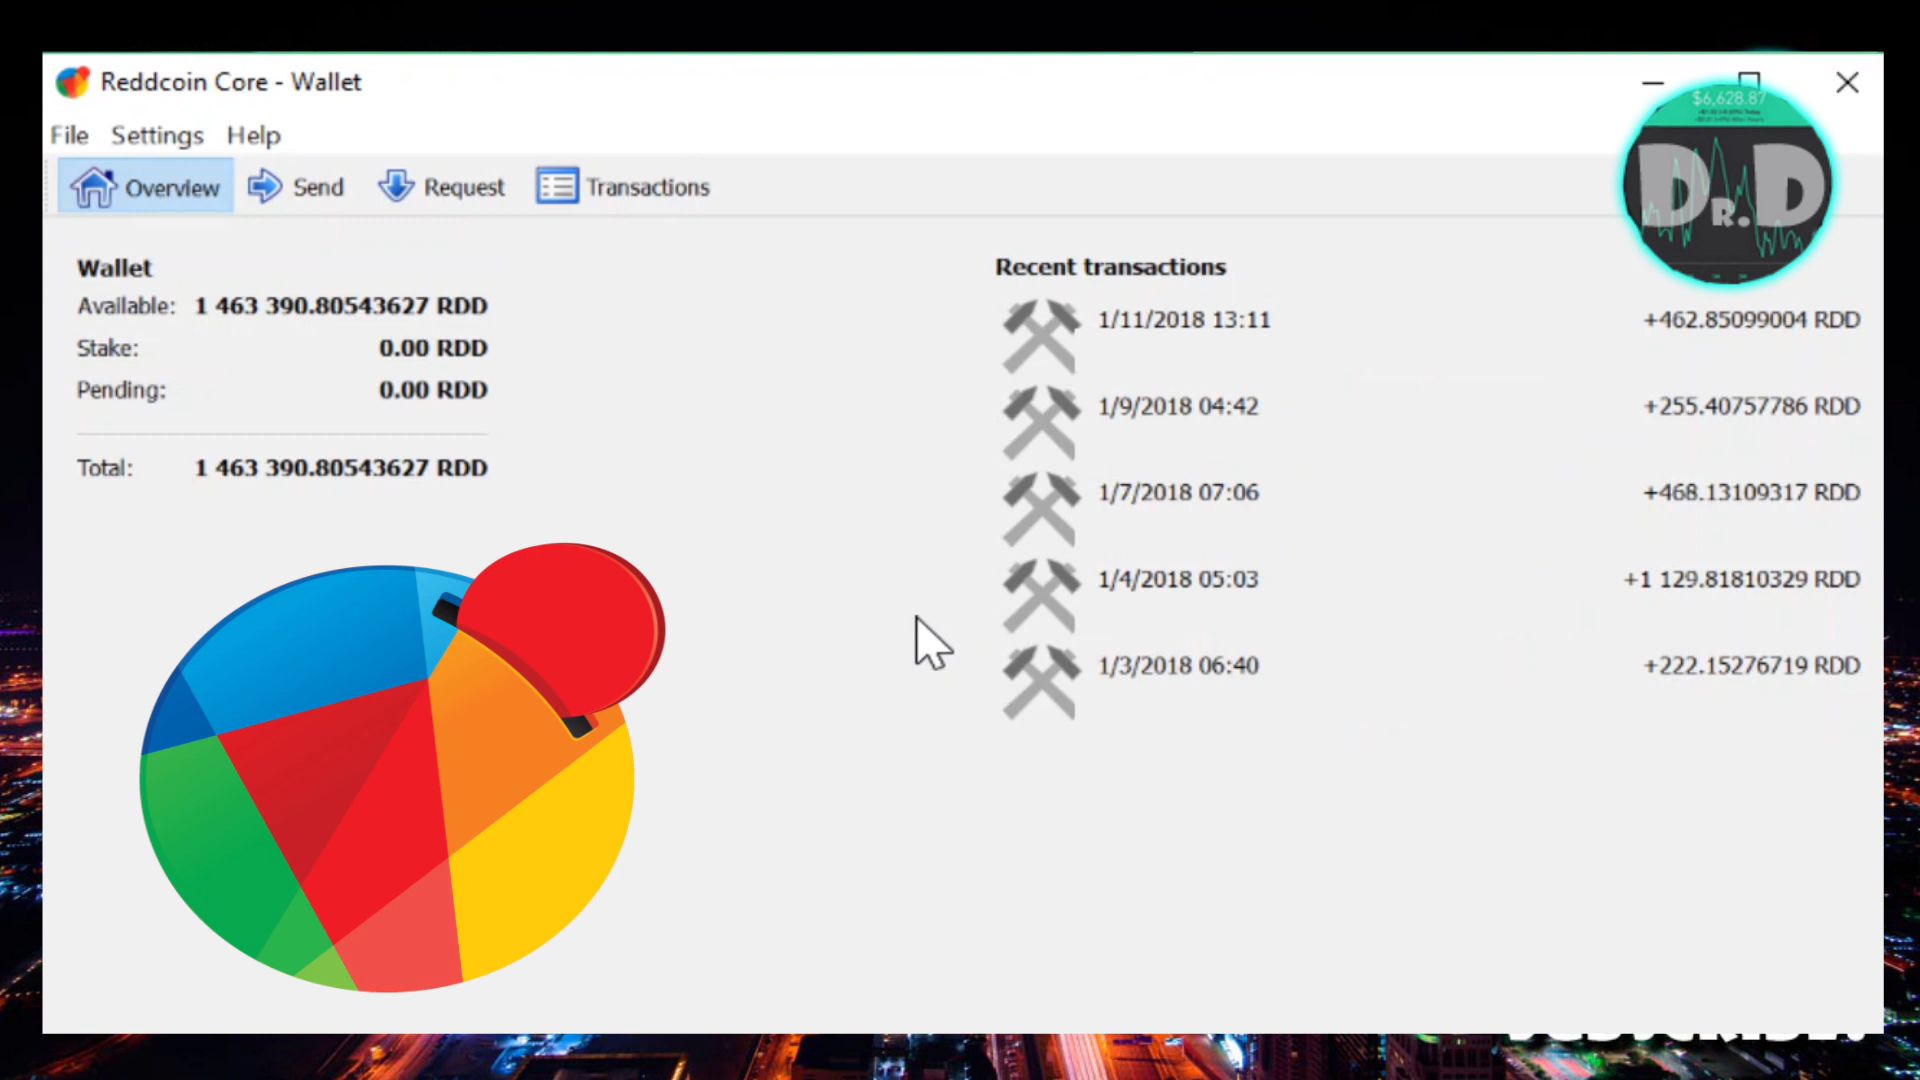 Reddcoin Core - Wallet
File Settings Help
Overview Send Request Transactions
$6,628.87
DR.D
Wallet
Available: 1 463 390.80543627 RDD
Stake: 0.00 RDD
Pending: 0.00 RDD
Total: 1 463 390.80543627 RDD
Recent transactions
1/11/2018 13:11 +462.85099004 RDD
1/9/2018 04:42 +255.40757786 RDD
1/7/2018 07:06 +468.13109317 RDD
1/4/2018 05:03 +1 129.81810329 RDD
1/3/2018 06:40 +222.15276719 RDD